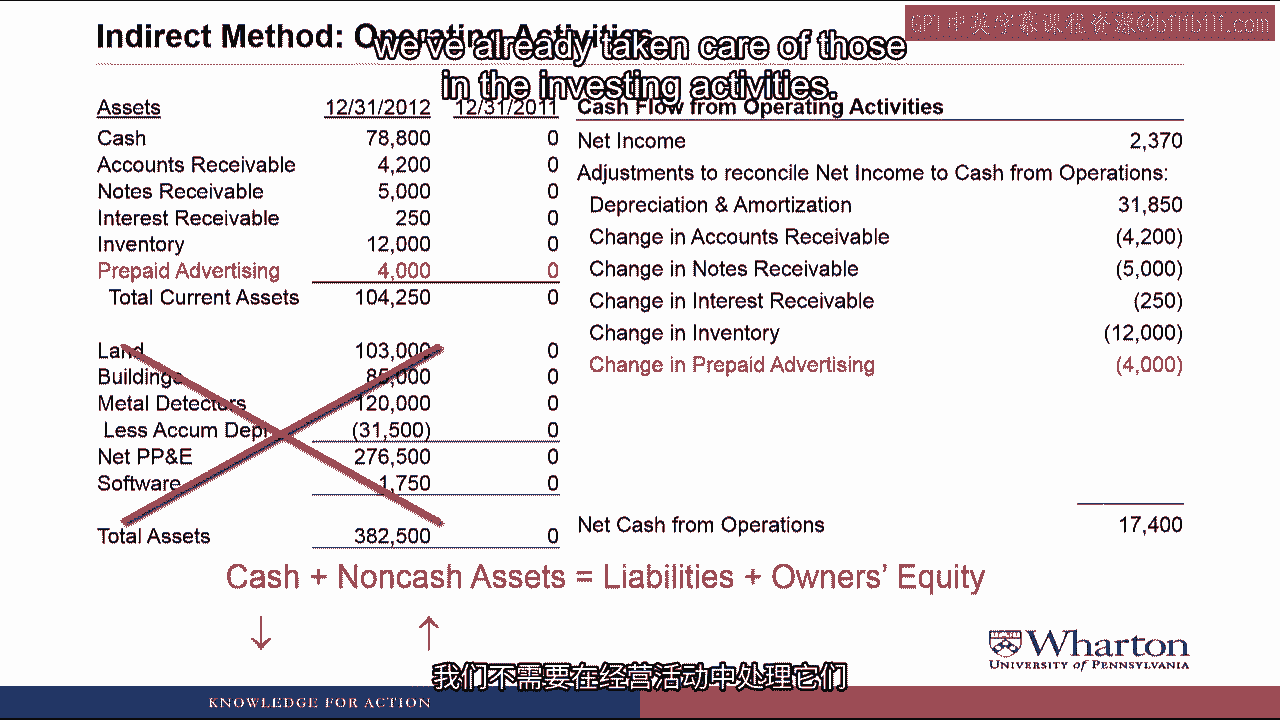 Indirect Method: Operating Activities
GPT中英字幕课程资源@bfmbiff.com
we've already taken care of those
in the investing activities.
Assets 12/31/2012 12/31/2011
Cash 78,800 0
Accounts Receivable 4,200 0
Notes Receivable 5,000 0
Interest Receivable 250 0
Inventory 12,000 0
Prepaid Advertising 4,000 0
Total Current Assets 104,250 0
Land 103,000 0
Buildings 85,000 0
Metal Detectors 120,000 0
Less Accum Depr (31,500) 0
Net PP&E 276,500 0
Software 1,750 0
Total Assets 382,500 0
Cash Flow from Operating Activities
Net Income 2,370
Adjustments to reconcile Net Income to Cash from Operations:
Depreciation & Amortization 31,850
Change in Accounts Receivable (4,200)
Change in Notes Receivable (5,000)
Change in Interest Receivable (250)
Change in Inventory (12,000)
Change in Prepaid Advertising (4,000)
Net Cash from Operations 17,400
Cash + Noncash Assets = Liabilities + Owners' Equity
↓ ↑
Wharton
UNIVERSITY of PENNSYLVANIA
我们不需要在经营活动中处理它们
KNOWLEDGE FOR ACTION